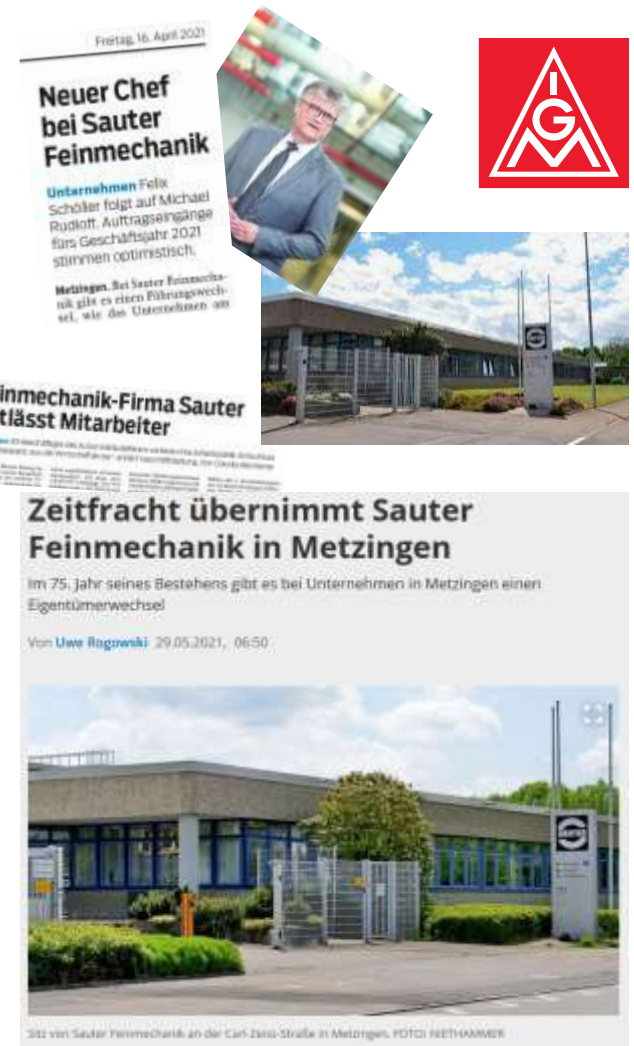 Freitag, 16. April 2021
Neuer Chef
bei Sauter
Feinmechanik
Unternehmen Felix
Schöller folgt auf Michael
Rudloff. Auftragseingänge
fürs Geschäftsjahr 2021
stimmen optimistisch.
Metzingen. Bei Sauter Feinmecha-
nik gibt es einen Führungswech-
sel, wie das Unternehmen am
IGM
inmechanik-Firma Sauter
tlässt Mitarbeiter
Zeitfracht übernimmt Sauter
Feinmechanik in Metzingen
Im 75. Jahr seines Bestehens gibt es bei Unternehmen in Metzingen einen
Eigentümerwechsel
Von Uwe Rogowski 29.05.2021, 06:50
Sitz von Sauter Feinmechanik an der Carl-Zeiss-Straße in Metzingen. FOTO: NIETHAMMER